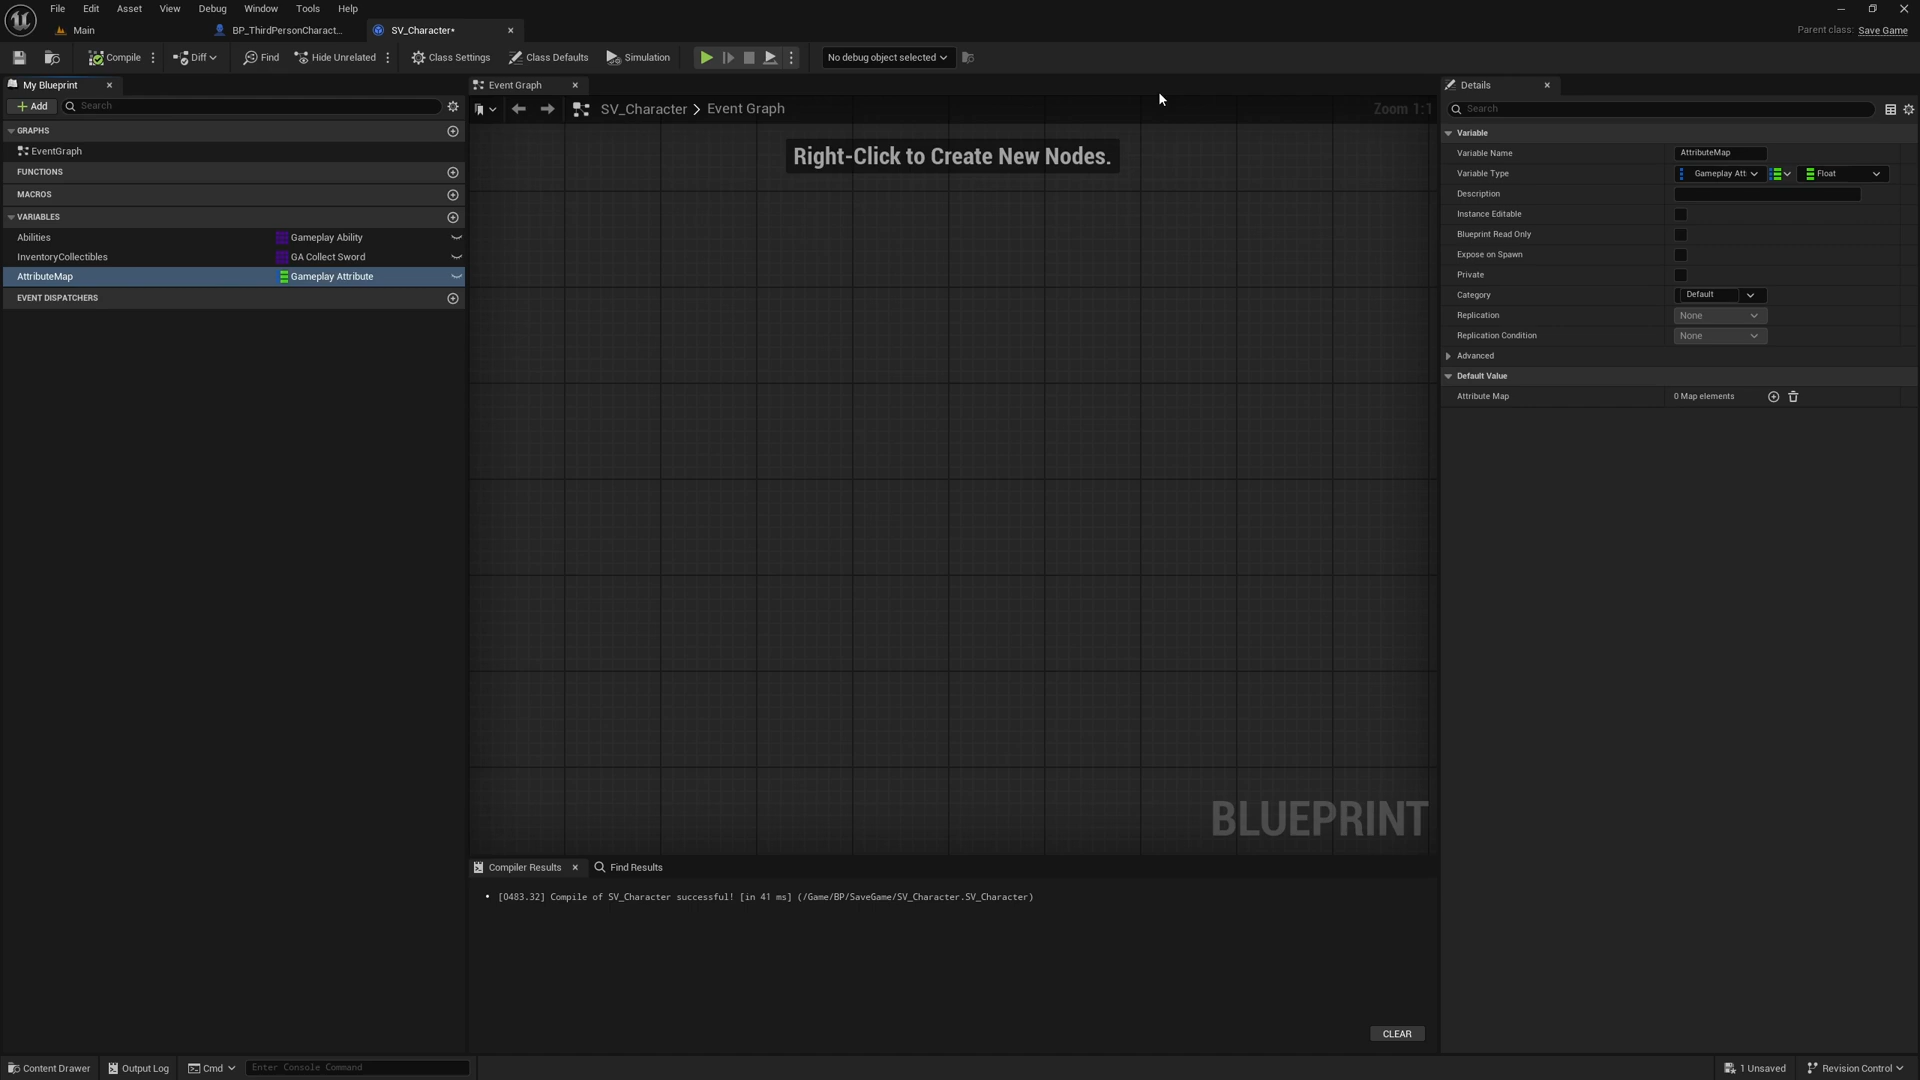 File Edit Asset View Debug Window Tools Help
Main BP_ThirdPersonCharact... SV_Character•
Parent class: Save Game
Compile Diff Find Hide Unrelated Class Settings Class Defaults Simulation No debug object selected
My Blueprint
Add Search
GRAPHS
EventGraph
FUNCTIONS
MACROS
VARIABLES
Abilities Gameplay Ability
InventoryCollectibles GA Collect Sword
AttributeMap Gameplay Attribute
EVENT DISPATCHERS
Event Graph
SV_Character > Event Graph Zoom 1:1
Right-Click to Create New Nodes.
BLUEPRINT
Compiler Results Find Results
• [0483.32] Compile of SV_Character successful! [in 41 ms] (/Game/BP/SaveGame/SV_Character.SV_Character)
CLEAR
Details
Search
Variable
Variable Name AttributeMap
Variable Type Gameplay Att Float
Description
Instance Editable
Blueprint Read Only
Expose on Spawn
Private
Category Default
Replication None
Replication Condition None
Advanced
Default Value
Attribute Map 0 Map elements
Content Drawer Output Log Cmd Enter Console Command 1 Unsaved Revision Control